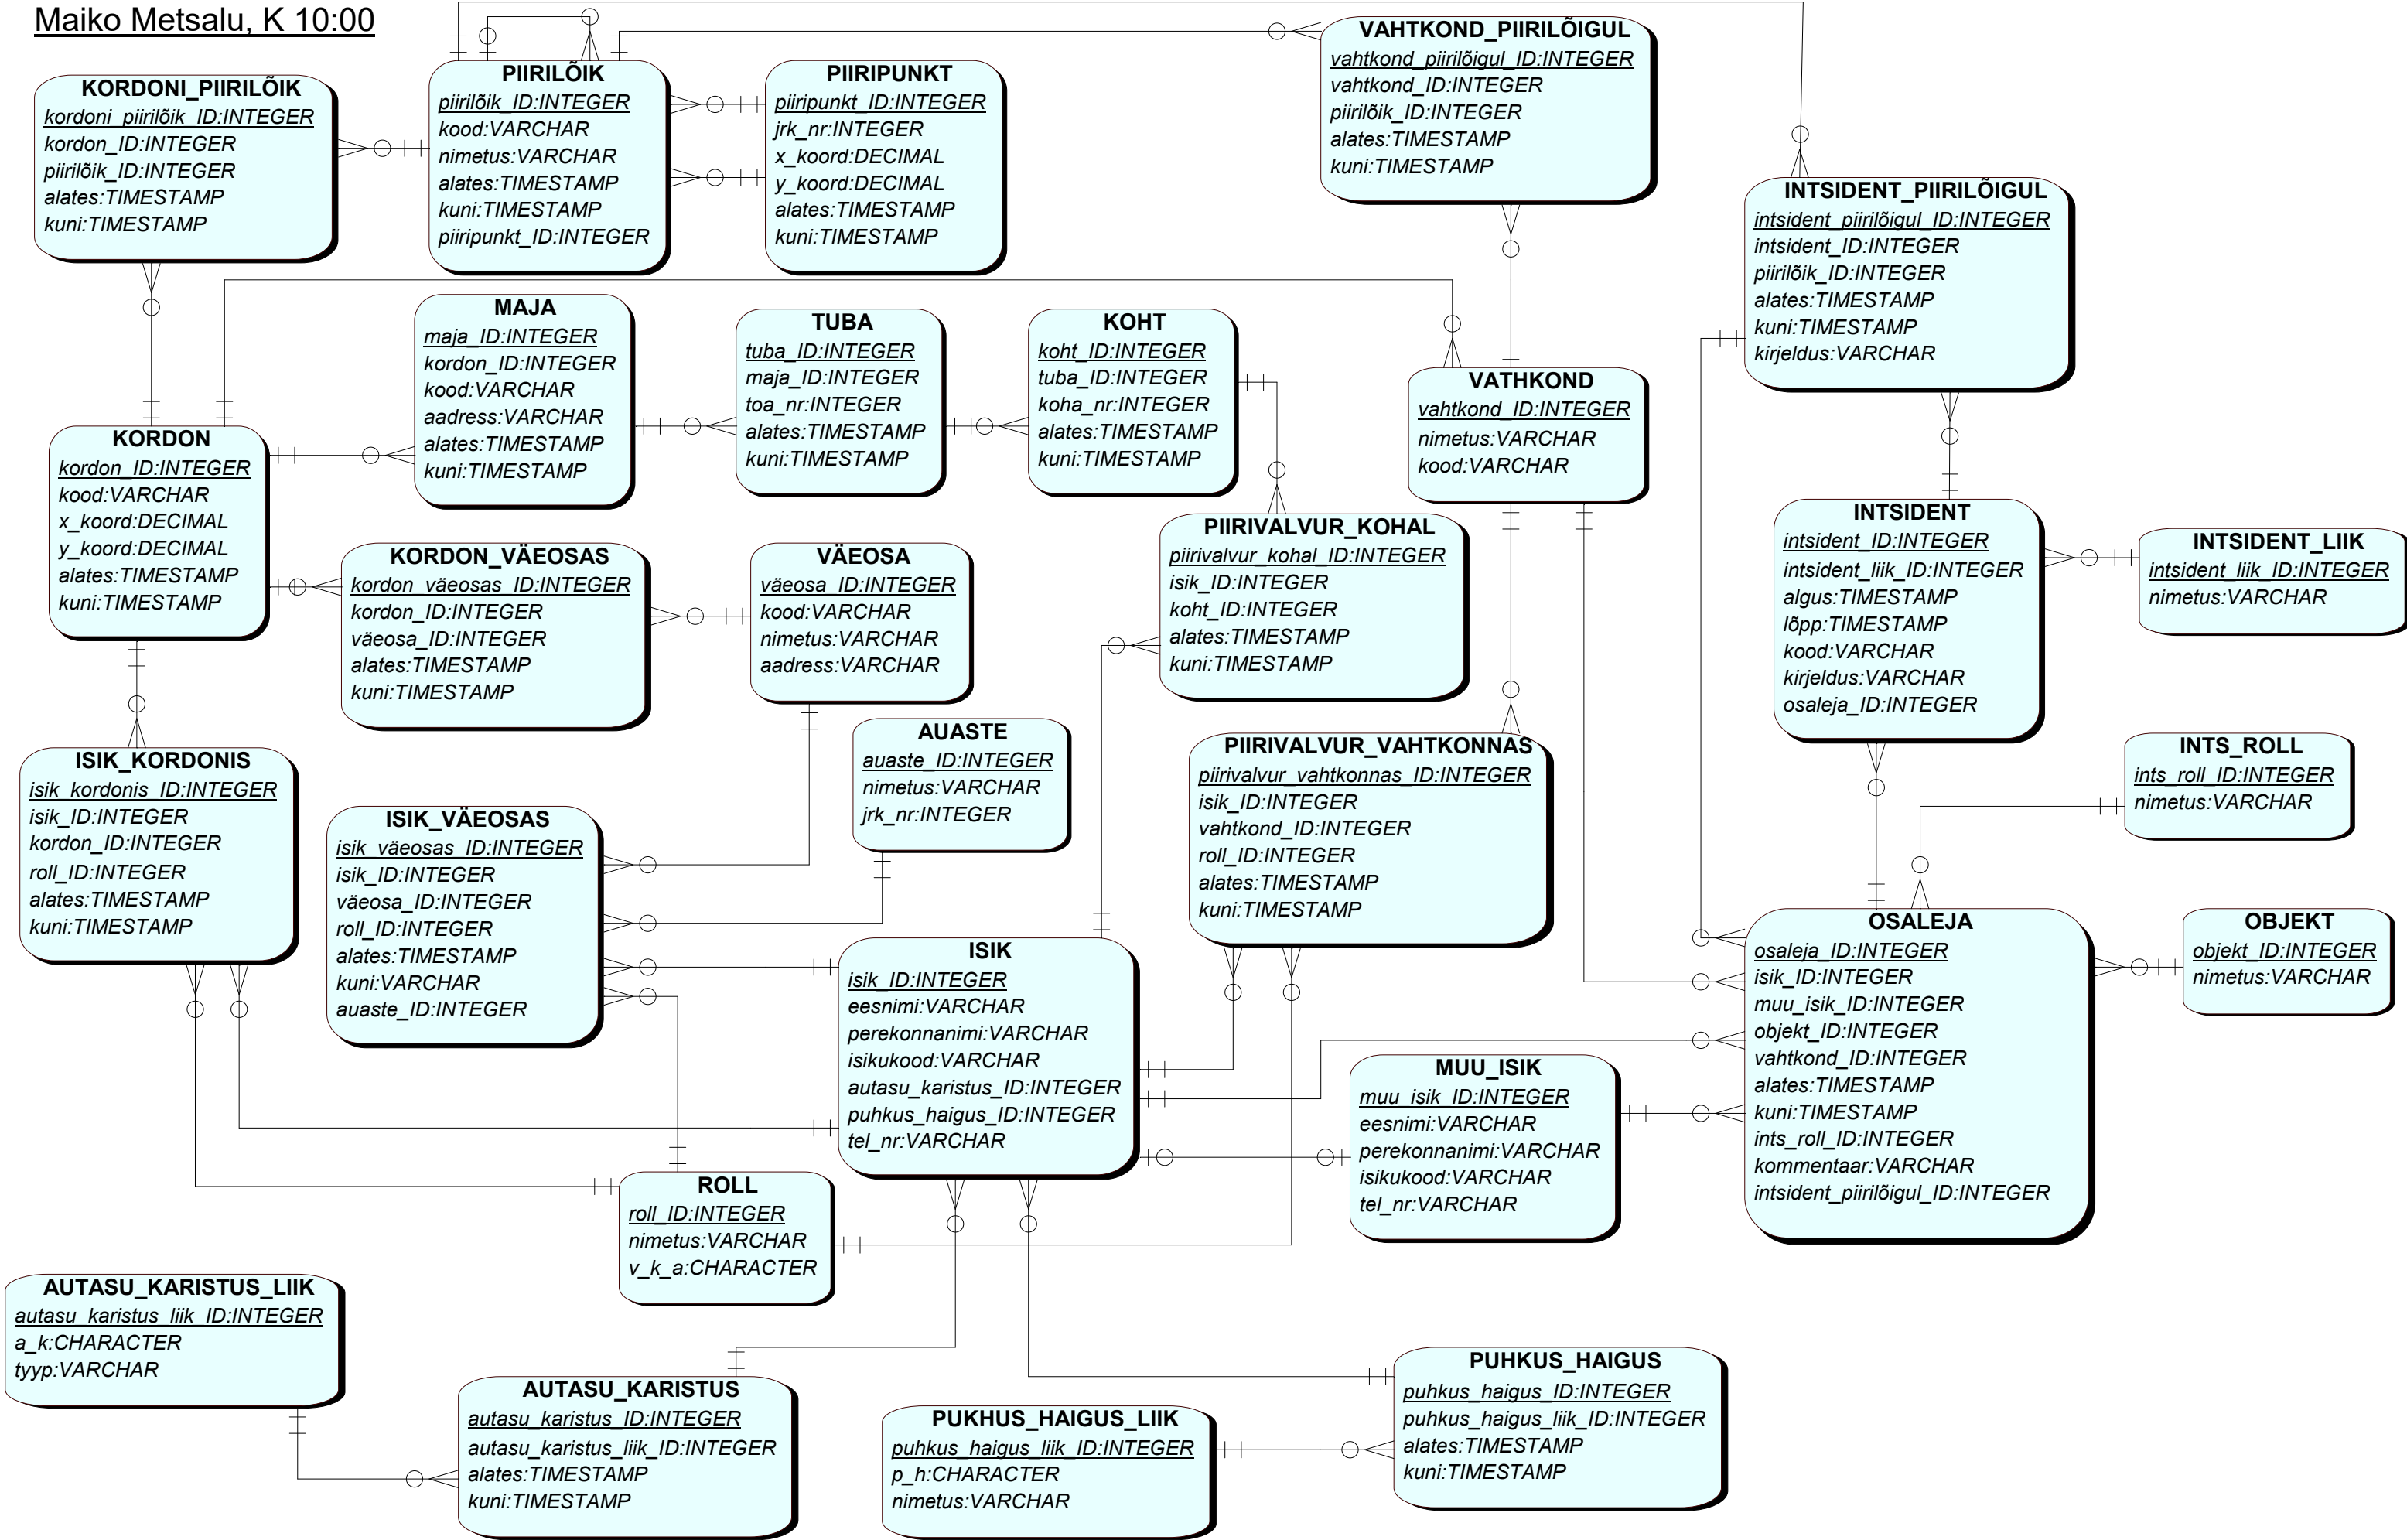 Maiko Metsalu, K 10:00
KORDONI_PIIRILÕIK
kordoni_piirilõik_ID:INTEGER
kordon_ID:INTEGER
piirilõik_ID:INTEGER
alates:TIMESTAMP
kuni:TIMESTAMP
PIIRILÕIK
piirilõik_ID:INTEGER
kood:VARCHAR
nimetus:VARCHAR
alates:TIMESTAMP
kuni:TIMESTAMP
piiripunkt_ID:INTEGER
PIIRIPUNKT
piiripunkt_ID:INTEGER
jrk_nr:INTEGER
x_koord:DECIMAL
y_koord:DECIMAL
alates:TIMESTAMP
kuni:TIMESTAMP
VAHTKOND_PIIRILÕIGUL
vahtkond_piirilõigul_ID:INTEGER
vahtkond_ID:INTEGER
piirilõik_ID:INTEGER
alates:TIMESTAMP
kuni:TIMESTAMP
INTSIDENT_PIIRILÕIGUL
intsident_piirilõigul_ID:INTEGER
intsident_ID:INTEGER
piirilõik_ID:INTEGER
alates:TIMESTAMP
kuni:TIMESTAMP
kirjeldus:VARCHAR
MAJA
maja_ID:INTEGER
kordon_ID:INTEGER
kood:VARCHAR
aadress:VARCHAR
alates:TIMESTAMP
kuni:TIMESTAMP
TUBA
tuba_ID:INTEGER
maja_ID:INTEGER
toa_nr:INTEGER
alates:TIMESTAMP
kuni:TIMESTAMP
KOHT
koht_ID:INTEGER
tuba_ID:INTEGER
koha_nr:INTEGER
alates:TIMESTAMP
kuni:TIMESTAMP
VATHKOND
vahtkond_ID:INTEGER
nimetus:VARCHAR
kood:VARCHAR
KORDON
kordon_ID:INTEGER
kood:VARCHAR
x_koord:DECIMAL
y_koord:DECIMAL
alates:TIMESTAMP
kuni:TIMESTAMP
KORDON_VÄEOSAS
kordon_väeosas_ID:INTEGER
kordon_ID:INTEGER
väeosa_ID:INTEGER
alates:TIMESTAMP
kuni:TIMESTAMP
VÄEOSA
väeosa_ID:INTEGER
kood:VARCHAR
nimetus:VARCHAR
aadress:VARCHAR
PIIRIVALVUR_KOHAL
piirivalvur_kohal_ID:INTEGER
isik_ID:INTEGER
koht_ID:INTEGER
alates:TIMESTAMP
kuni:TIMESTAMP
INTSIDENT
intsident_ID:INTEGER
intsident_liik_ID:INTEGER
algus:TIMESTAMP
lõpp:TIMESTAMP
kood:VARCHAR
kirjeldus:VARCHAR
osaleja_ID:INTEGER
INTSIDENT_LIIK
intsident_liik_ID:INTEGER
nimetus:VARCHAR
ISIK_KORDONIS
isik_kordonis_ID:INTEGER
isik_ID:INTEGER
kordon_ID:INTEGER
roll_ID:INTEGER
alates:TIMESTAMP
kuni:TIMESTAMP
ISIK_VÄEOSAS
isik_väeosas_ID:INTEGER
isik_ID:INTEGER
väeosa_ID:INTEGER
roll_ID:INTEGER
alates:TIMESTAMP
kuni:VARCHAR
auaste_ID:INTEGER
AUASTE
auaste_ID:INTEGER
nimetus:VARCHAR
jrk_nr:INTEGER
PIIRIVALVUR_VAHTKONNAS
piirivalvur_vahtkonnas_ID:INTEGER
isik_ID:INTEGER
vahtkond_ID:INTEGER
roll_ID:INTEGER
alates:TIMESTAMP
kuni:TIMESTAMP
INTS_ROLL
ints_roll_ID:INTEGER
nimetus:VARCHAR
ISIK
isik_ID:INTEGER
eesnimi:VARCHAR
perekonnanimi:VARCHAR
isikukood:VARCHAR
autasu_karistus_ID:INTEGER
puhkus_haigus_ID:INTEGER
tel_nr:VARCHAR
MUU_ISIK
muu_isik_ID:INTEGER
eesnimi:VARCHAR
perekonnanimi:VARCHAR
isikukood:VARCHAR
tel_nr:VARCHAR
OSALEJA
osaleja_ID:INTEGER
isik_ID:INTEGER
muu_isik_ID:INTEGER
objekt_ID:INTEGER
vahtkond_ID:INTEGER
alates:TIMESTAMP
kuni:TIMESTAMP
ints_roll_ID:INTEGER
kommentaar:VARCHAR
intsident_piirilõigul_ID:INTEGER
OBJEKT
objekt_ID:INTEGER
nimetus:VARCHAR
ROLL
roll_ID:INTEGER
nimetus:VARCHAR
v_k_a:CHARACTER
AUTASU_KARISTUS_LIIK
autasu_karistus_liik_ID:INTEGER
a_k:CHARACTER
tyyp:VARCHAR
AUTASU_KARISTUS
autasu_karistus_ID:INTEGER
autasu_karistus_liik_ID:INTEGER
alates:TIMESTAMP
kuni:TIMESTAMP
PUKHUS_HAIGUS_LIIK
puhkus_haigus_liik_ID:INTEGER
p_h:CHARACTER
nimetus:VARCHAR
PUHKUS_HAIGUS
puhkus_haigus_ID:INTEGER
puhkus_haigus_liik_ID:INTEGER
alates:TIMESTAMP
kuni:TIMESTAMP